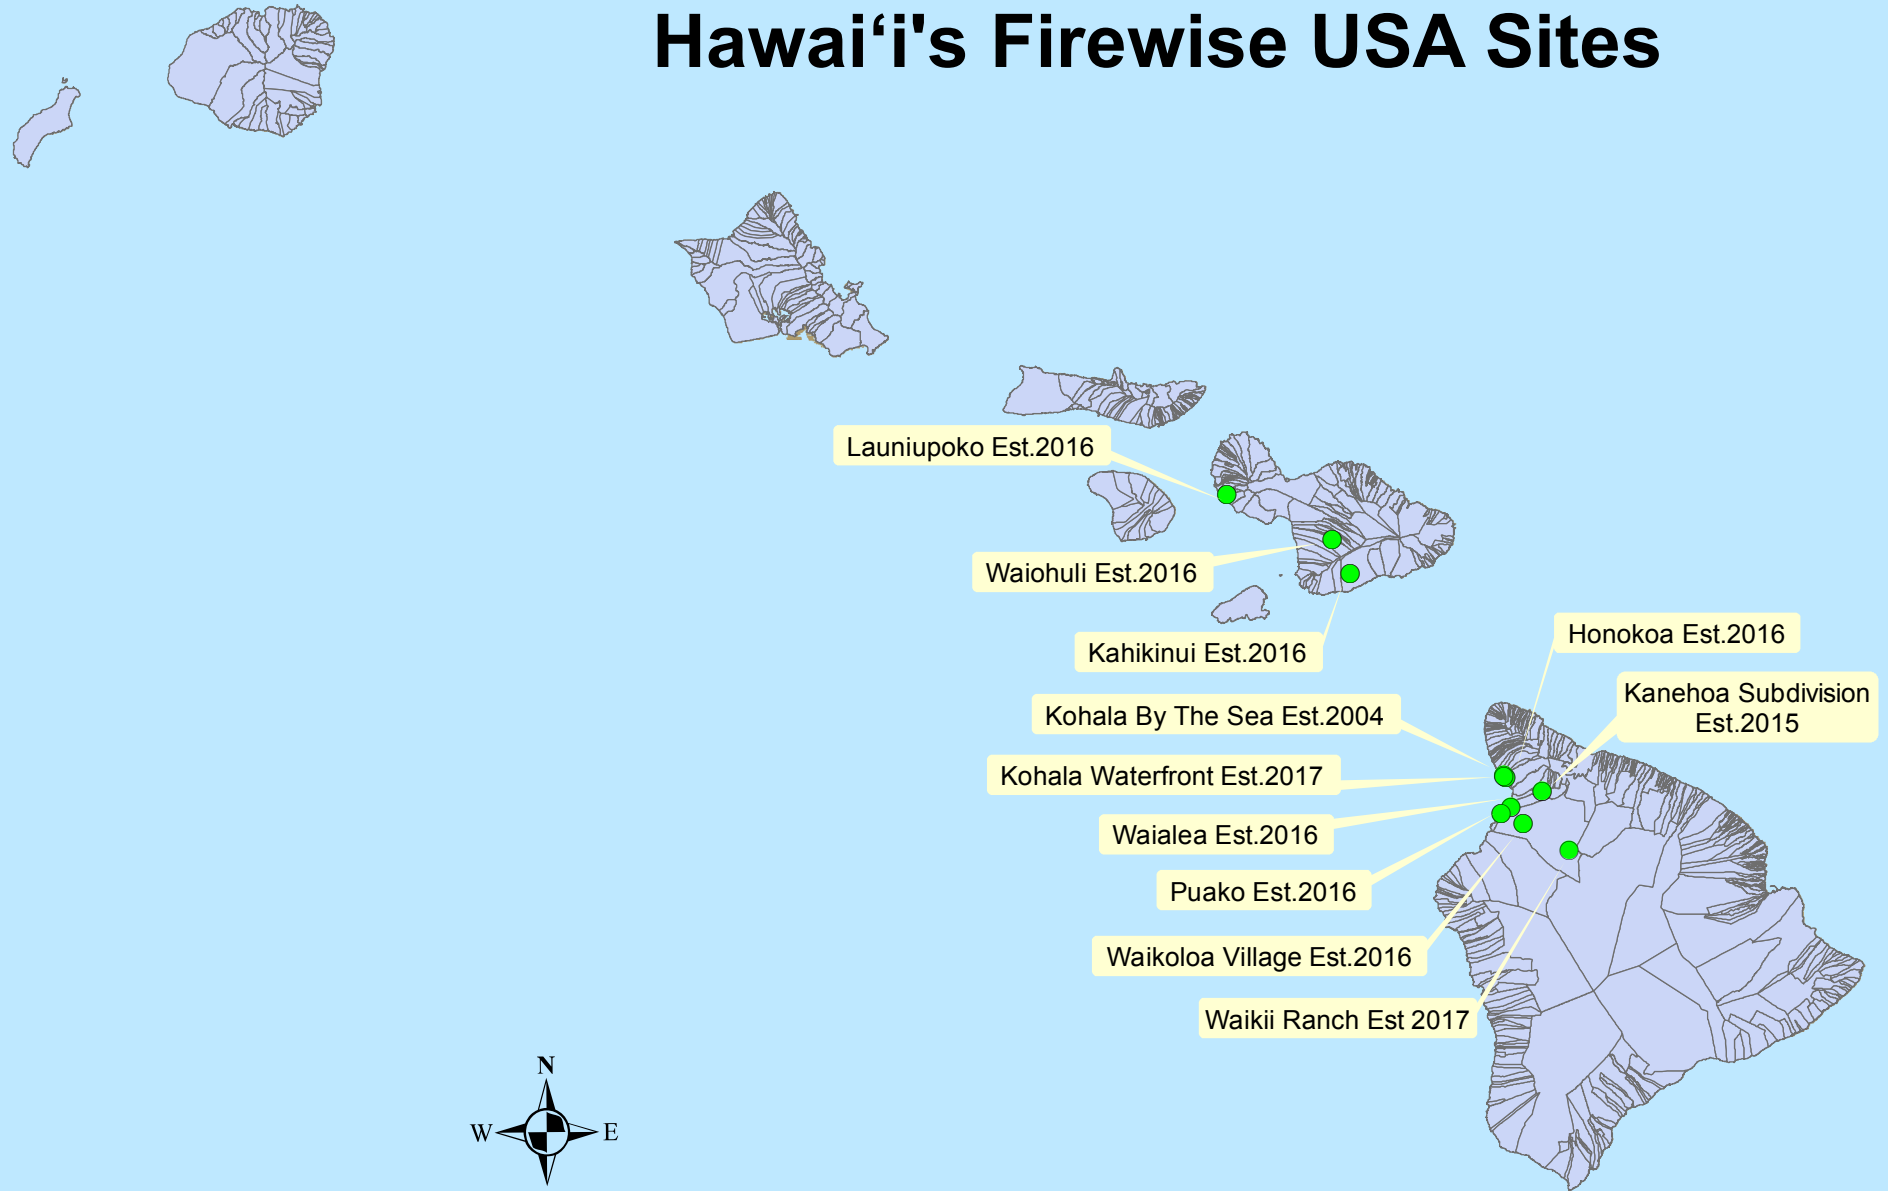 Hawai‘i's Firewise USA Sites
Launiupoko Est.2016
Waiohuli Est.2016
Kahikinui Est.2016
Honokoa Est.2016
Kanehoa Subdivision
Est.2015
Kohala By The Sea Est.2004
Kohala Waterfront Est.2017
Waialea Est.2016
Puako Est.2016
Waikoloa Village Est.2016
Waikii Ranch Est 2017
N
W E